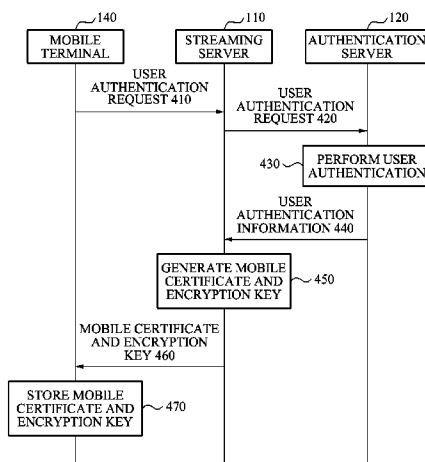 140
110
120
MOBILE
TERMINAL
STREAMING
SERVER
AUTHENTICATION
SERVER
USER
AUTHENTICATION
REQUEST 410
USER
AUTHENTICATION
REQUEST 420
430
PERFORM USER
AUTHENTICATION
USER
AUTHENTICATION
INFORMATION 440
GENERATE MOBILE
CERTIFICATE AND
ENCRYPTION KEY
450
MOBILE CERTIFICATE
AND ENCRYPTION
KEY 460
STORE MOBILE
CERTIFICATE AND
ENCRYPTION KEY
470